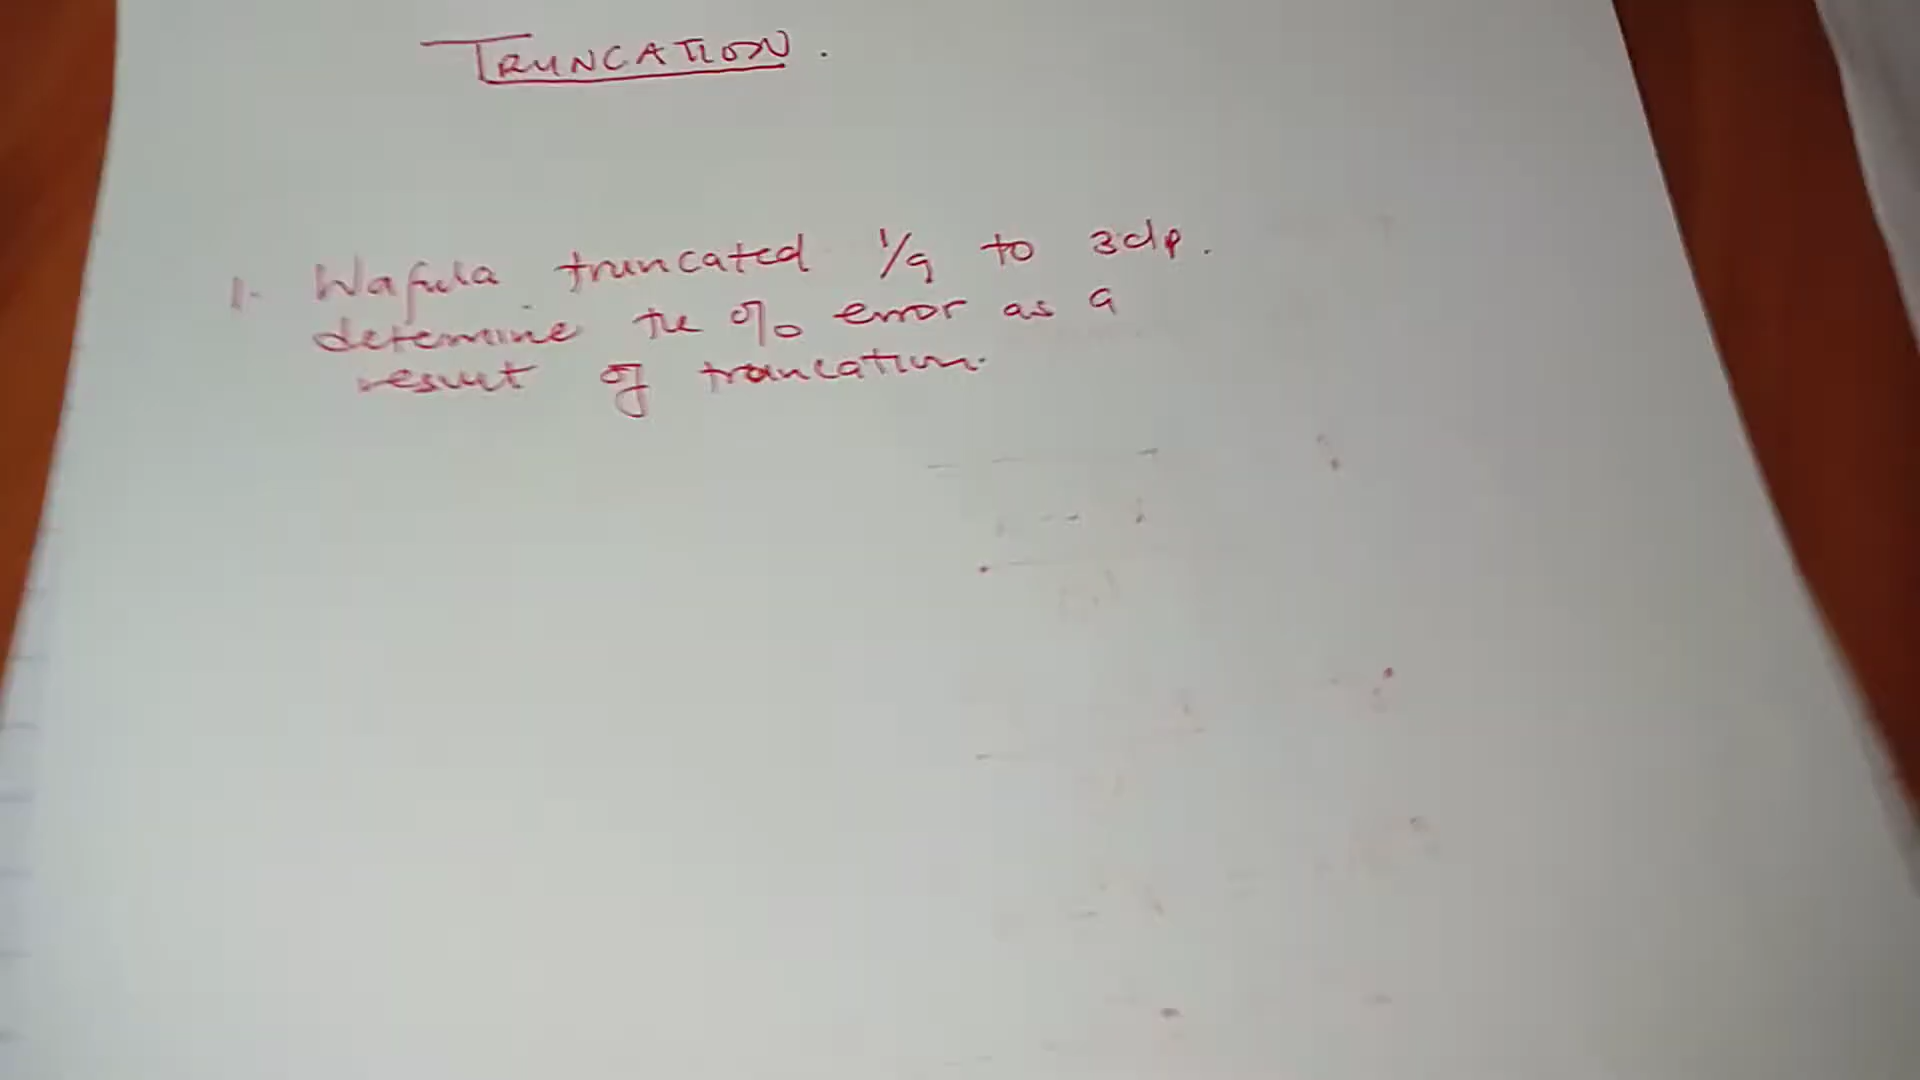 TRUNCATION.
1. Wafula truncated 1/9 to 3dp.
determine the % error as a
result of truncation.